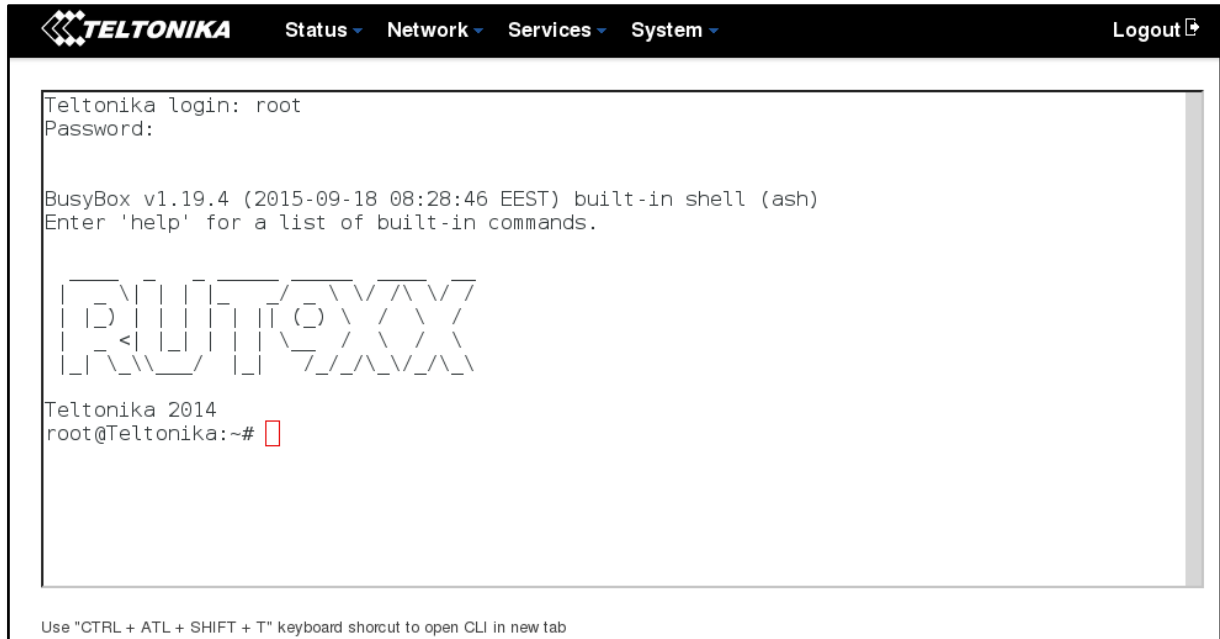 TELTONIKA Status Network Services System Logout
Teltonika login: root
Password:
BusyBox v1.19.4 (2015-09-18 08:28:46 EEST) built-in shell (ash)
Enter 'help' for a list of built-in commands.
RUT9XX
Teltonika 2014
root@Teltonika:~#
Use "CTRL + ATL + SHIFT + T" keyboard shorcut to open CLI in new tab